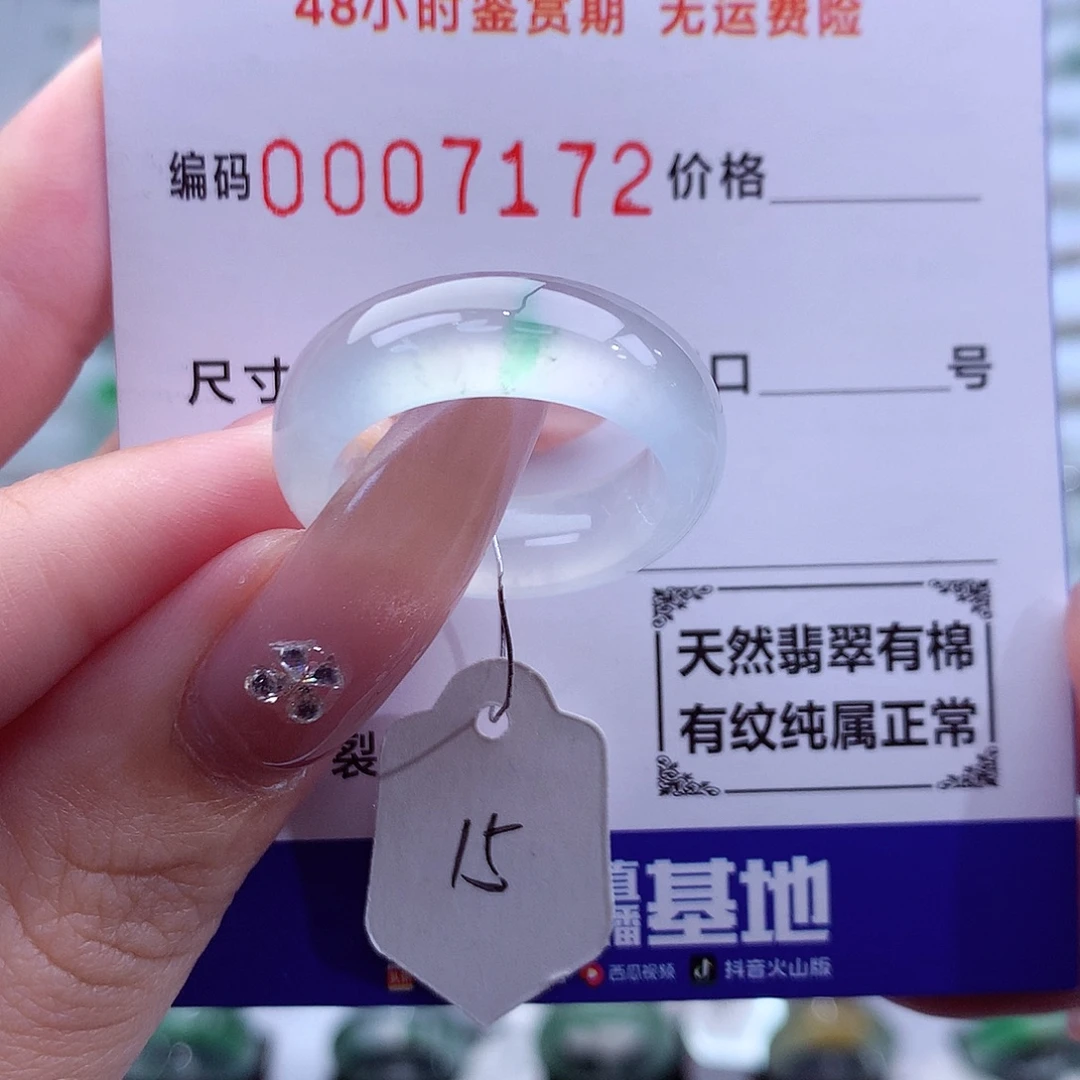 48小时鉴赏期 无运费险
编码0007172价格
尺寸 口 号
天然翡翠有棉
有纹纯属正常
裂
15
直播基地
西瓜视频 抖音火山版